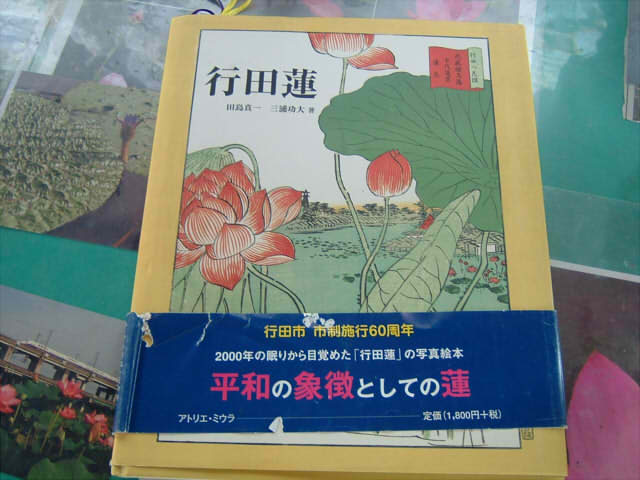 行田蓮
田島真一 三浦功大 著
行田市 市制施行60周年
2000年の眠りから目覚めた「行田蓮」の写真絵本
平和の象徴としての蓮
アトリエ・ミウラ
定価(1,800円+税)